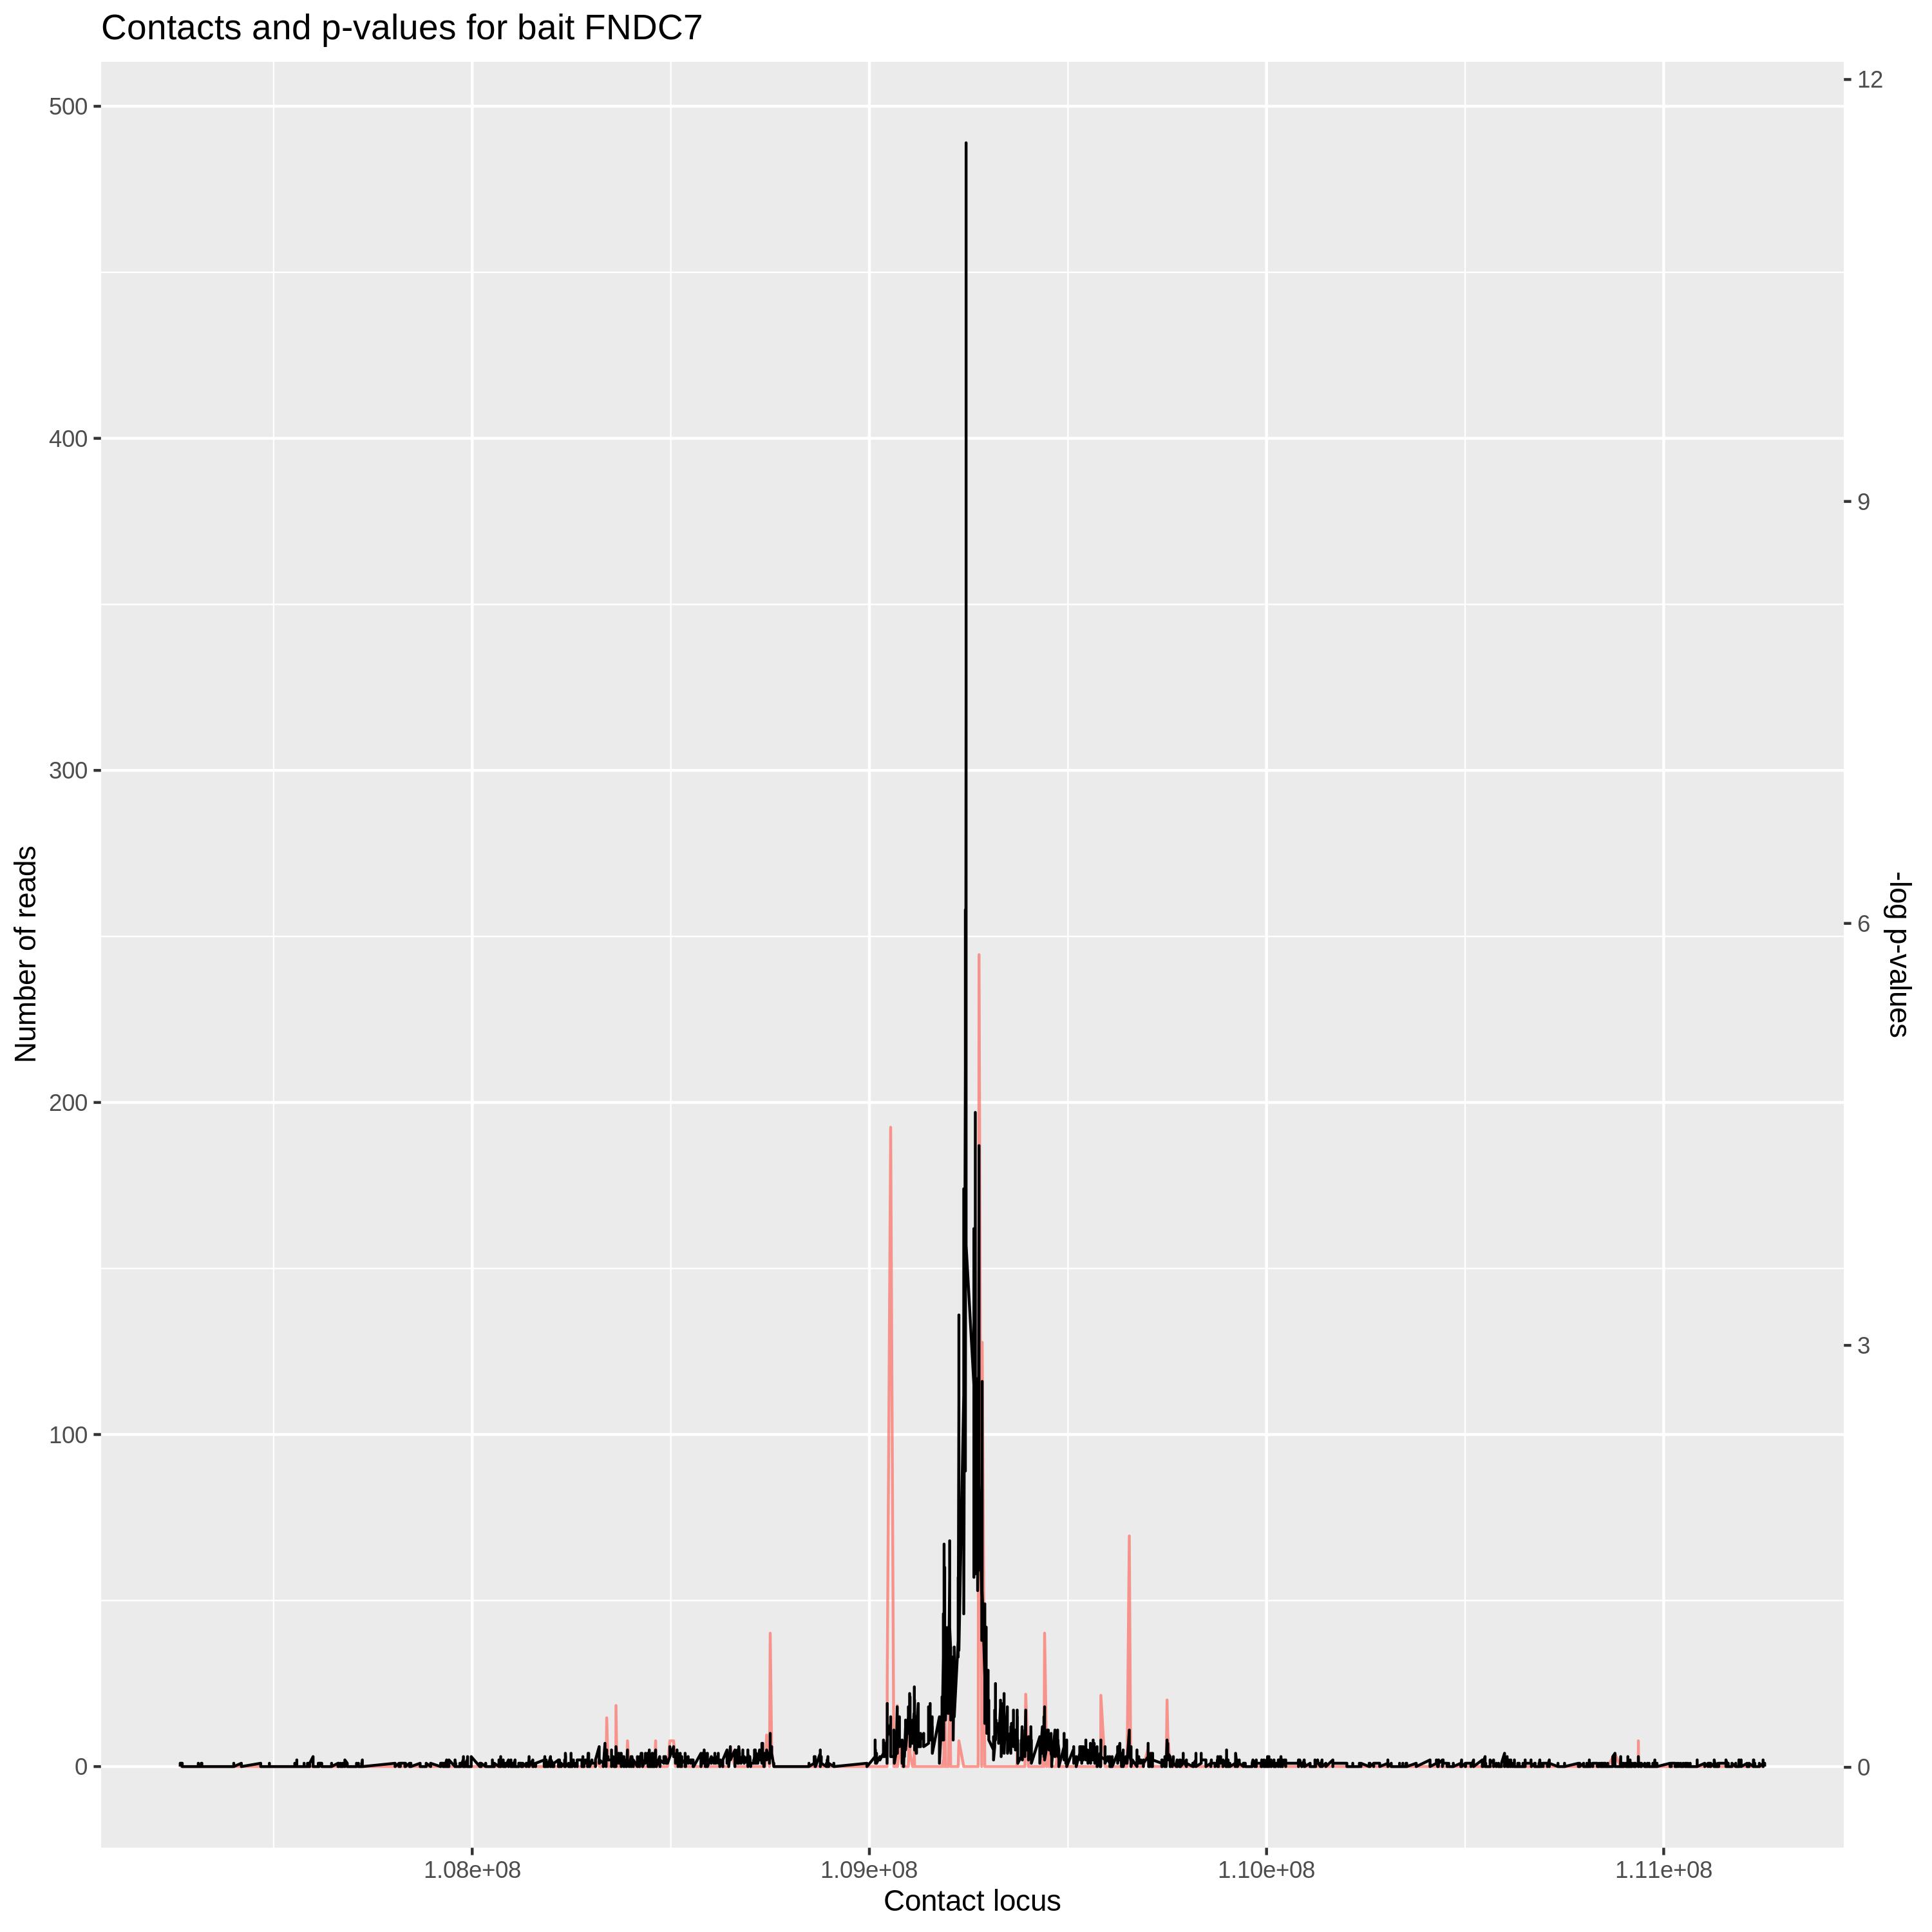 Contacts and p-values for bait FNDC7
500
400
300
200
100
0
12
9
6
3
0
Number of reads
-log p-values
1.08e+08
1.09e+08
1.10e+08
1.11e+08
Contact locus